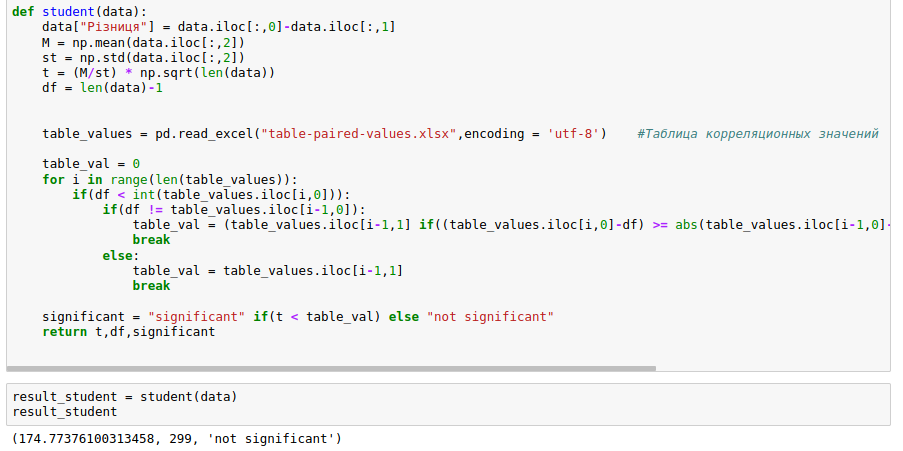 def student(data):
    data["Різниця"] = data.iloc[:,0]-data.iloc[:,1]
    M = np.mean(data.iloc[:,2])
    st = np.std(data.iloc[:,2])
    t = (M/st) * np.sqrt(len(data))
    df = len(data)-1
    table_values = pd.read_excel("table-paired-values.xlsx",encoding = 'utf-8')    #Таблица корреляционных значений
    table_val = 0
    for i in range(len(table_values)):
        if(df < int(table_values.iloc[i,0])):
            if(df != table_values.iloc[i-1,0]):
                table_val = (table_values.iloc[i-1,1] if((table_values.iloc[i,0]-df) >= abs(table_values.iloc[i-1,0]-
                break
            else:
                table_val = table_values.iloc[i-1,1]
                break
    significant = "significant" if(t < table_val) else "not significant"
    return t,df,significant
result_student = student(data)
result_student
(174.77376100313458, 299, 'not significant')